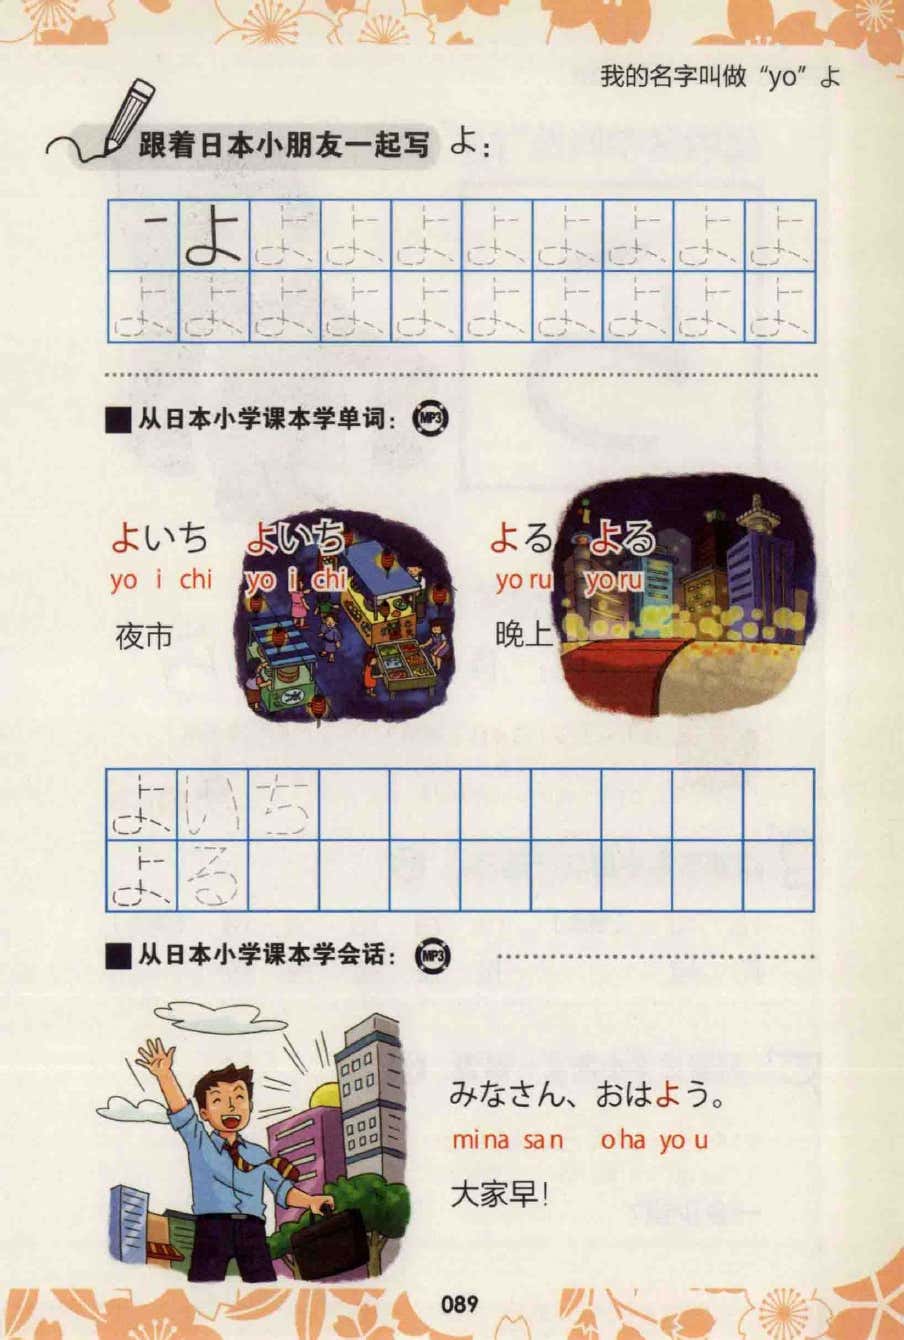 我的名字叫做“yo”よ
跟着日本小朋友一起写 よ：
よ
よ よ よ よ よ よ よ よ
よ よ よ よ よ よ よ よ よ よ
从日本小学课本学单词： MP3
よいち よいち
yo i chi yo i chi
夜市
よる よる
yo ru yo ru
晚上
よいち
よる
从日本小学课本学会话： MP3
みなさん、おはよう。
mi na sa n o ha yo u
大家早！
089